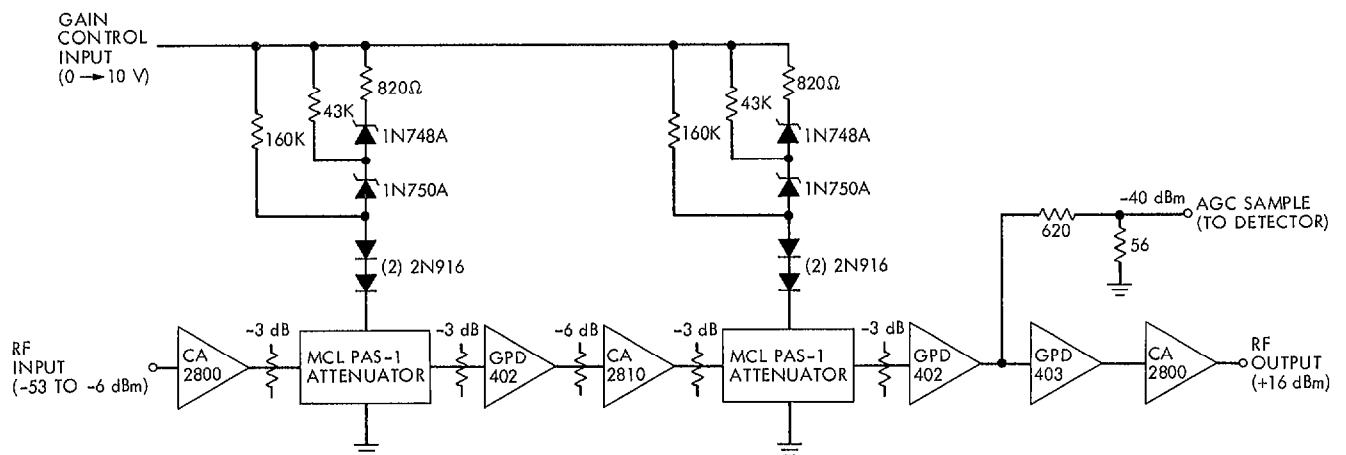 GAIN
CONTROL
INPUT
(0 → 10 V)
160K
43K
820Ω
1N748A
1N750A
(2) 2N916
160K
43K
820Ω
1N748A
1N750A
(2) 2N916
-40 dBm
AGC SAMPLE
(TO DETECTOR)
620
56
RF
INPUT
(-53 TO -6 dBm)
CA
2800
-3 dB
MCL PAS-1
ATTENUATOR
-3 dB
GPD
402
-6 dB
CA
2810
-3 dB
MCL PAS-1
ATTENUATOR
-3 dB
GPD
402
GPD
403
CA
2800
RF
OUTPUT
(+16 dBm)